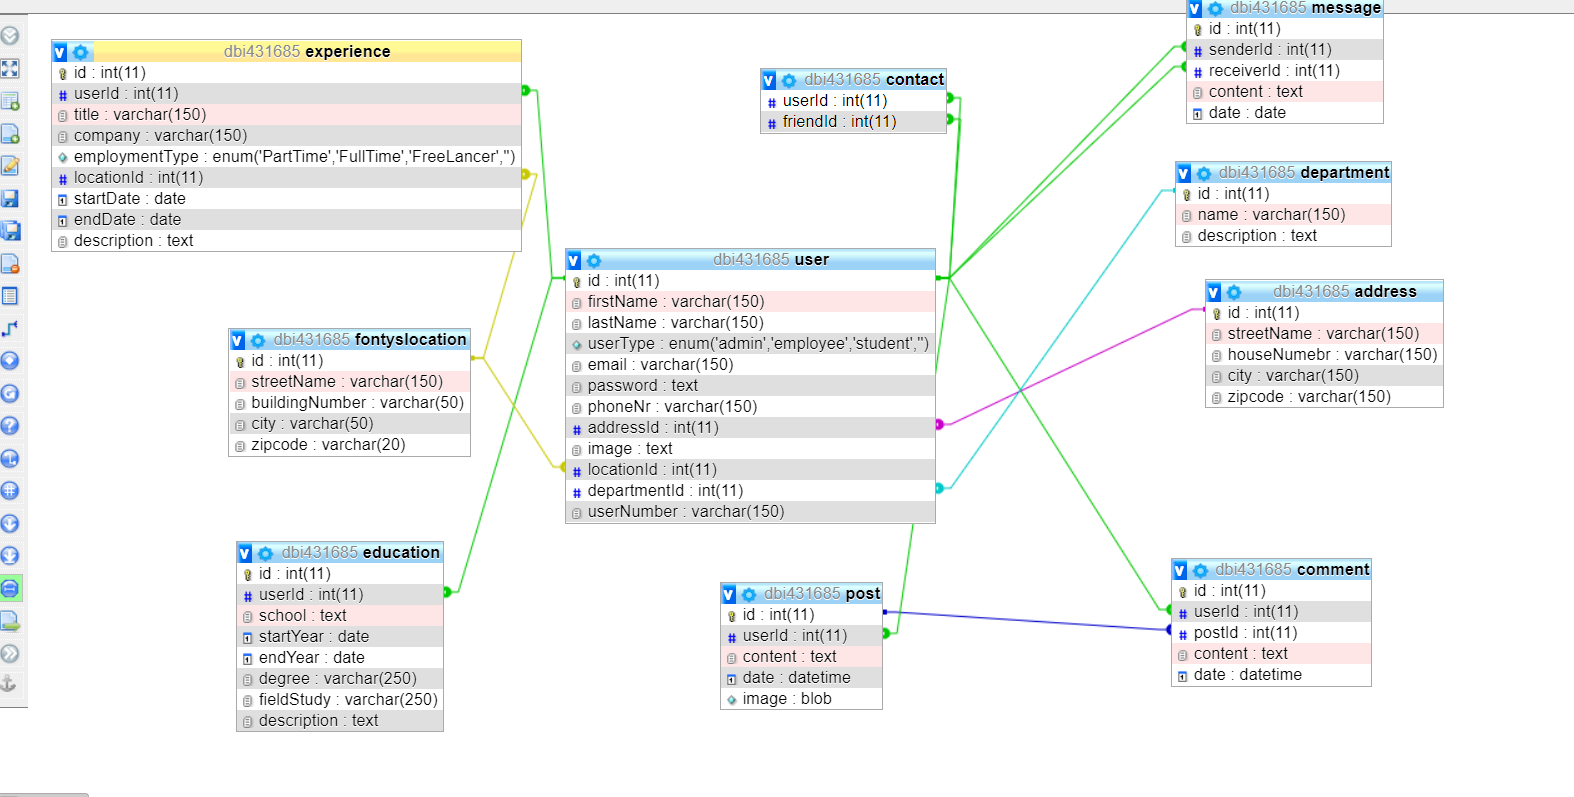 dbi431685 experience
id : int(11)
userId : int(11)
title : varchar(150)
company : varchar(150)
employmentType : enum('PartTime','FullTime','FreeLancer','')
locationId : int(11)
startDate : date
endDate : date
description : text
dbi431685 contact
userId : int(11)
friendId : int(11)
dbi431685 message
id : int(11)
senderId : int(11)
receiverId : int(11)
content : text
date : date
dbi431685 department
id : int(11)
name : varchar(150)
description : text
dbi431685 user
id : int(11)
firstName : varchar(150)
lastName : varchar(150)
userType : enum('admin','employee','student','')
email : varchar(150)
password : text
phoneNr : varchar(150)
addressId : int(11)
image : text
locationId : int(11)
departmentId : int(11)
userNumber : varchar(150)
dbi431685 address
id : int(11)
streetName : varchar(150)
houseNumebr : varchar(150)
city : varchar(150)
zipcode : varchar(150)
dbi431685 fontyslocation
id : int(11)
streetName : varchar(150)
buildingNumber : varchar(50)
city : varchar(50)
zipcode : varchar(20)
dbi431685 education
id : int(11)
userId : int(11)
school : text
startYear : date
endYear : date
degree : varchar(250)
fieldStudy : varchar(250)
description : text
dbi431685 post
id : int(11)
userId : int(11)
content : text
date : datetime
image : blob
dbi431685 comment
id : int(11)
userId : int(11)
postId : int(11)
content : text
date : datetime